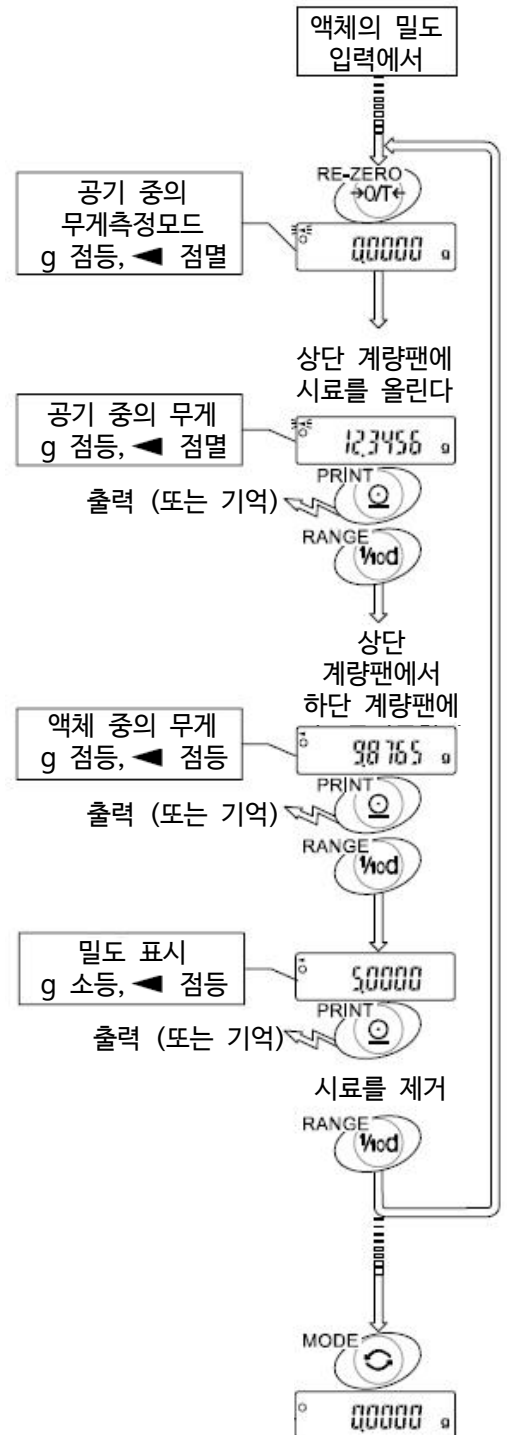 액체의 밀도
입력에서
RE-ZERO
→0/T←
공기 중의
무게측정모드
g 점등, ◀ 점멸
0.0000 g
상단 계량팬에
시료를 올린다
공기 중의 무게
g 점등, ◀ 점멸
12.3456 g
PRINT
출력 (또는 기억)
RANGE
1/10d
상단
계량팬에서
하단 계량팬에
액체 중의 무게
g 점등, ◀ 점등
9.8765 g
PRINT
출력 (또는 기억)
RANGE
1/10d
밀도 표시
g 소등, ◀ 점등
5.0000
PRINT
출력 (또는 기억)
시료를 제거
RANGE
1/10d
MODE
0.0000 g